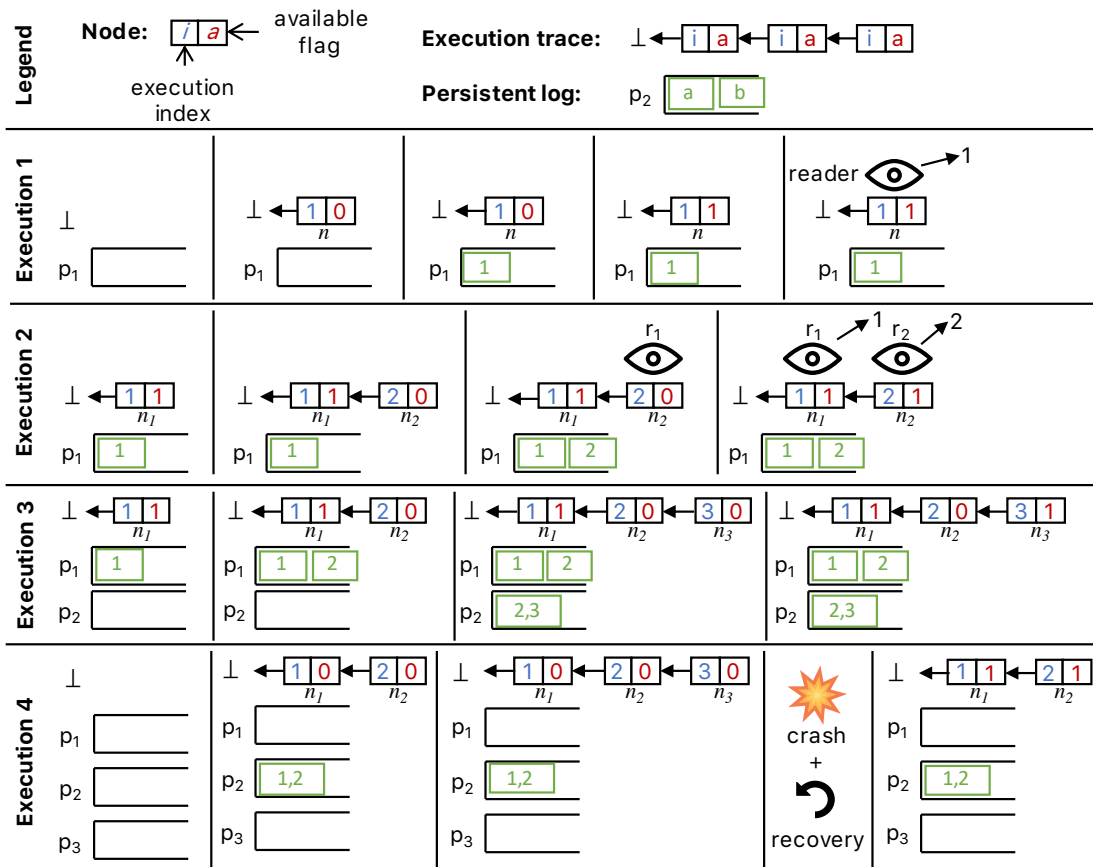 Legend
Node: i a available flag
execution index
Execution trace: ⊥ i a i a i a
Persistent log: p2 a b
Execution 1
⊥
p1
⊥ 1 0
n
p1
⊥ 1 0
n
p1 1
⊥ 1 1
n
p1 1
reader 1
⊥ 1 1
n
p1 1
Execution 2
⊥ 1 1
n1
p1 1
⊥ 1 1 2 0
n1 n2
p1 1
r1
⊥ 1 1 2 0
n1 n2
p1 1 2
r1 1 r2 2
⊥ 1 1 2 1
n1 n2
p1 1 2
Execution 3
⊥ 1 1
n1
p1 1
p2
⊥ 1 1 2 0
n1 n2
p1 1 2
p2
⊥ 1 1 2 0 3 0
n1 n2 n3
p1 1 2
p2 2,3
⊥ 1 1 2 0 3 1
n1 n2 n3
p1 1 2
p2 2,3
Execution 4
⊥
p1
p2
p3
⊥ 1 0 2 0
n1 n2
p1
p2 1,2
p3
⊥ 1 0 2 0 3 0
n1 n2 n3
p1
p2 1,2
p3
crash
+
recovery
⊥ 1 1 2 1
n1 n2
p1
p2 1,2
p3